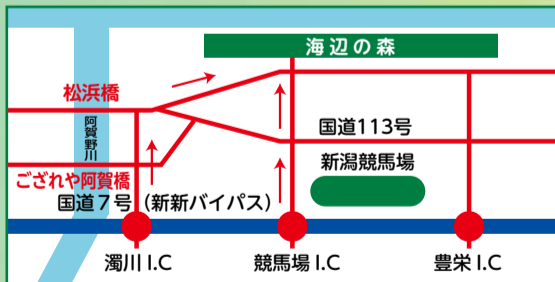 海辺の森
松浜橋
阿賀野川
国道113号
新潟競馬場
ござれや阿賀橋
国道7号（新新バイパス）
濁川 I.C
競馬場 I.C
豊栄 I.C